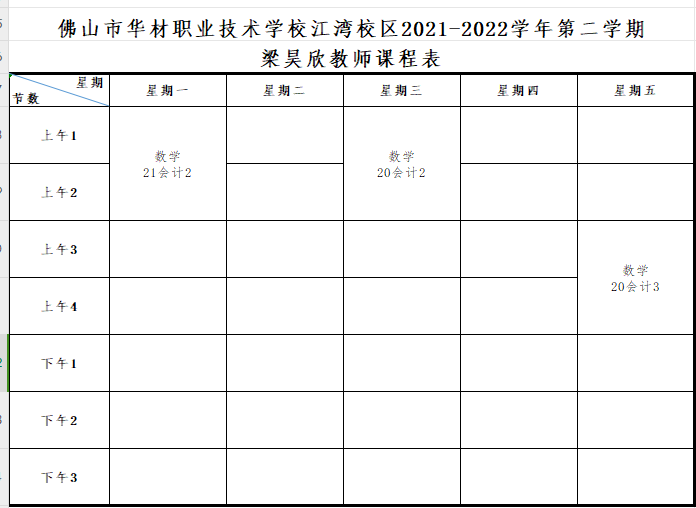 佛山市华材职业技术学校江湾校区2021-2022学年第二学期
梁昊欣教师课程表
星期
节数
星期一 星期二 星期三 星期四 星期五
上午1
数学
21会计2
数学
20会计2
上午2
上午3
数学
20会计3
上午4
下午1
下午2
下午3